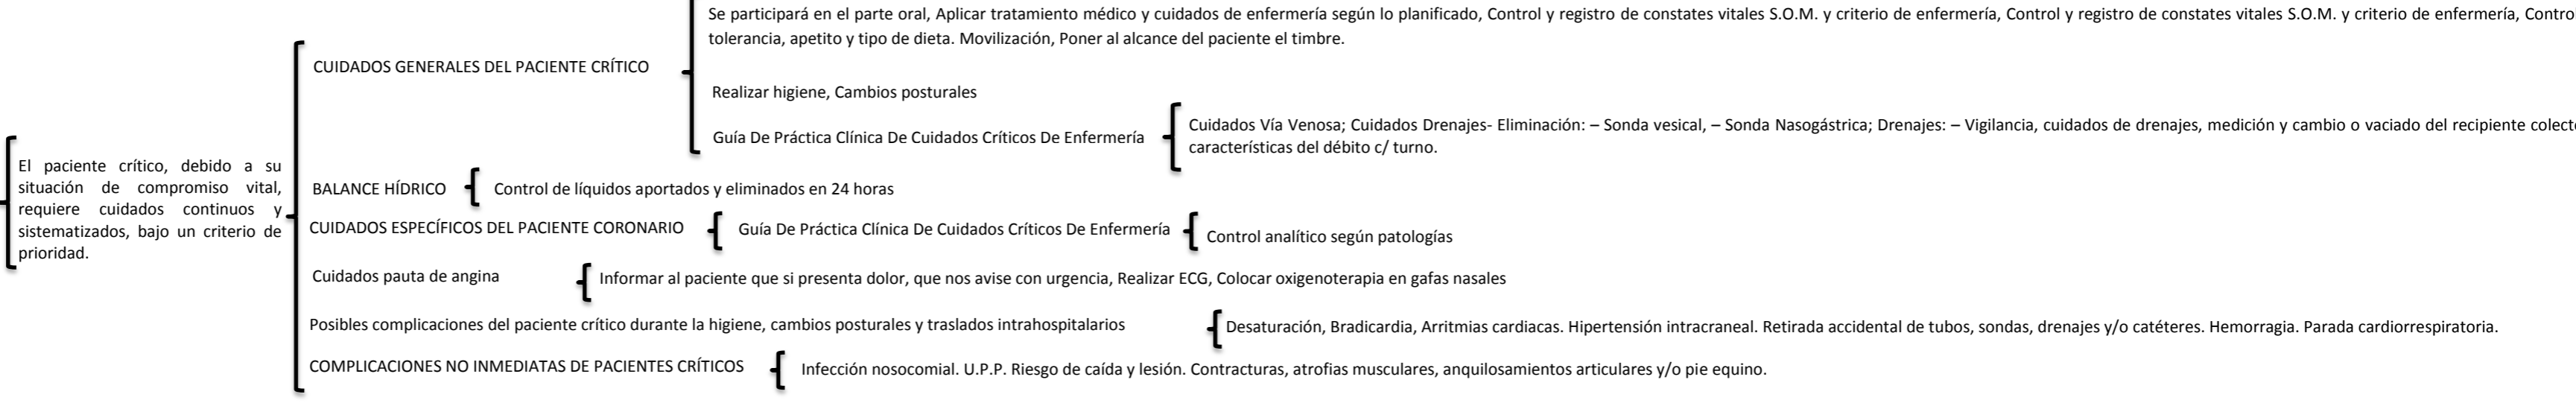 Se participará en el parte oral, Aplicar tratamiento médico y cuidados de enfermería según lo planificado, Control y registro de constates vitales S.O.M. y criterio de enfermería, Control y registro de constates vitales S.O.M. y criterio de enfermería,
tolerancia, apetito y tipo de dieta. Movilización, Poner al alcance del paciente el timbre.
CUIDADOS GENERALES DEL PACIENTE CRÍTICO
Realizar higiene, Cambios posturales
Guía De Práctica Clínica De Cuidados Críticos De Enfermería
Cuidados Vía Venosa; Cuidados Drenajes- Eliminación: – Sonda vesical, – Sonda Nasogástrica; Drenajes: – Vigilancia, cuidados de drenajes, medición y cambio o vaciado del recipiente
características del débito c/ turno.
El paciente crítico, debido a su
situación de compromiso vital,
requiere cuidados continuos y
sistematizados, bajo un criterio de
prioridad.
BALANCE HÍDRICO
Control de líquidos aportados y eliminados en 24 horas
CUIDADOS ESPECÍFICOS DEL PACIENTE CORONARIO
Guía De Práctica Clínica De Cuidados Críticos De Enfermería
Control analítico según patologías
Cuidados pauta de angina
Informar al paciente que si presenta dolor, que nos avise con urgencia, Realizar ECG, Colocar oxigenoterapia en gafas nasales
Posibles complicaciones del paciente crítico durante la higiene, cambios posturales y traslados intrahospitalarios
Desaturación, Bradicardia, Arritmias cardiacas. Hipertensión intracraneal. Retirada accidental de tubos, sondas, drenajes y/o catéteres. Hemorragia. Parada cardiorrespiratoria.
COMPLICACIONES NO INMEDIATAS DE PACIENTES CRÍTICOS
Infección nosocomial. U.P.P. Riesgo de caída y lesión. Contracturas, atrofias musculares, anquilosamientos articulares y/o pie equino.